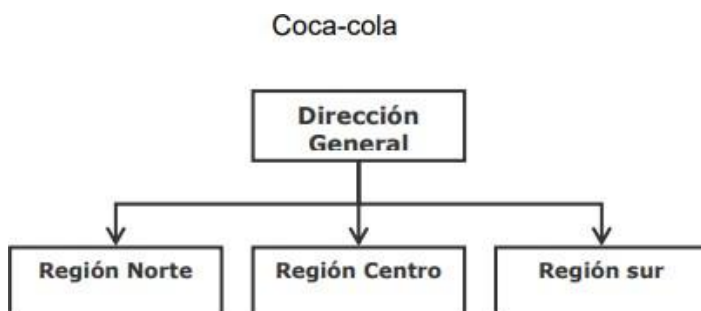 Coca-cola
Dirección
General
Región Norte
Región Centro
Región sur